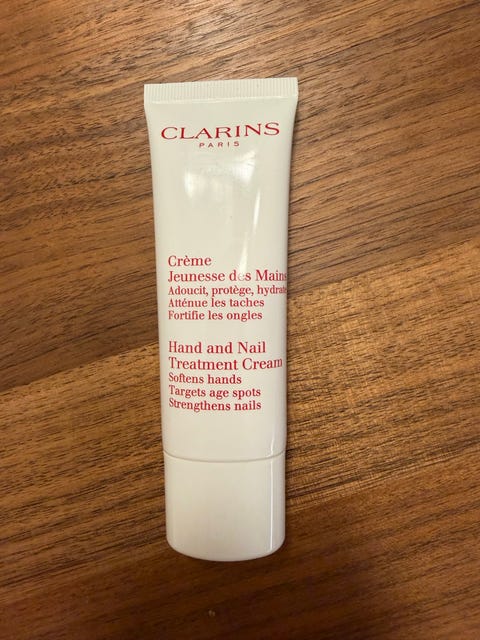 CLARINS
PARIS
Crème
Jeunesse des Mains
Adoucit, protège, hydrate
Atténue les taches
Fortifie les ongles
Hand and Nail
Treatment Cream
Softens hands
Targets age spots
Strengthens nails